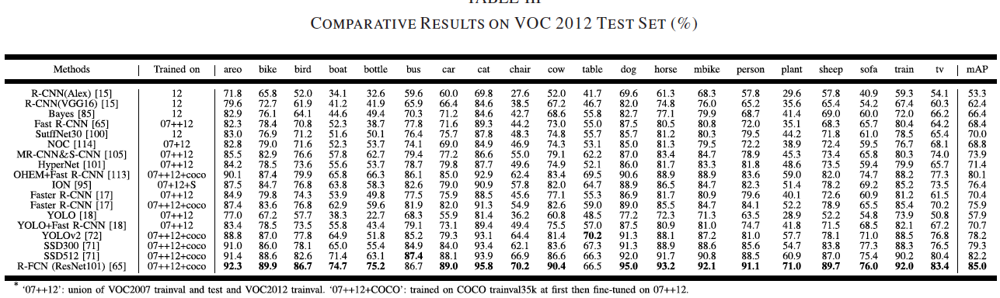 TABLE III
COMPARATIVE RESULTS ON VOC 2012 TEST SET (%)
Methods Trained on areo bike bird boat bottle bus car cat chair cow table dog horse mbike person plant sheep sofa train tv mAP
R-CNN(Alex) [15] 12 71.8 65.8 52.0 34.1 32.6 59.6 60.0 69.8 27.6 52.0 41.7 69.6 61.3 68.3 57.8 29.6 57.8 40.9 59.3 54.1 53.3
R-CNN(VGG16) [15] 12 79.6 72.7 61.9 41.2 41.9 65.9 66.4 84.6 38.5 67.2 46.7 82.0 74.8 76.0 65.2 35.6 65.4 54.2 67.4 60.3 62.4
Bayes [85] 12 82.9 76.1 64.1 44.6 49.4 70.3 71.2 84.6 42.7 68.6 55.8 82.7 77.1 79.9 68.7 41.4 69.0 60.0 72.0 66.2 66.4
Fast R-CNN [65] 07++12 82.3 78.4 70.8 52.3 38.7 77.8 71.6 89.3 44.2 73.0 55.0 87.5 80.5 80.8 72.0 35.1 68.3 65.7 80.4 64.2 68.4
SutffNet30 [100] 12 83.0 76.9 71.2 51.6 50.1 76.4 75.7 87.8 48.3 74.8 55.7 85.7 81.2 80.3 79.5 44.2 71.8 61.0 78.5 65.4 70.0
NOC [114] 07+12 82.8 79.0 71.6 52.3 53.7 74.1 69.0 84.9 46.9 74.3 53.1 85.0 81.3 79.5 72.2 38.9 72.4 59.5 76.7 68.1 68.8
MR-CNN&S-CNN [105] 07++12 85.5 82.9 76.6 57.8 62.7 79.4 77.2 86.6 55.0 79.1 62.2 87.0 83.4 84.7 78.9 45.3 73.4 65.8 80.3 74.0 73.9
HyperNet [101] 07++12 84.2 78.5 73.6 55.6 53.7 78.7 79.8 87.7 49.6 74.9 52.1 86.0 81.7 83.3 81.8 48.6 73.5 59.4 79.9 65.7 71.4
OHEM+Fast R-CNN [113] 07++12+coco 90.1 87.4 79.9 65.8 66.3 86.1 85.0 92.9 62.4 83.4 69.5 90.6 88.9 88.9 83.6 59.0 82.0 74.7 88.2 77.3 80.1
ION [95] 07+12+S 87.5 84.7 76.8 63.8 58.3 82.6 79.0 90.9 57.8 82.0 64.7 88.9 86.5 84.7 82.3 51.4 78.2 69.2 85.2 73.5 76.4
Faster R-CNN [17] 07++12 84.9 79.8 74.3 53.9 49.8 77.5 75.9 88.5 45.6 77.1 55.3 86.9 81.7 80.9 79.6 40.1 72.6 60.9 81.2 61.5 70.4
Faster R-CNN [17] 07++12+coco 87.4 83.6 76.8 62.9 59.6 81.9 82.0 91.3 54.9 82.6 59.0 89.0 85.5 84.7 84.1 52.2 78.9 65.5 85.4 70.2 75.9
YOLO [18] 07++12 77.0 67.2 57.7 38.3 22.7 68.3 55.9 81.4 36.2 60.8 48.5 77.2 72.3 71.3 63.5 28.9 52.2 54.8 73.9 50.8 57.9
YOLO+Fast R-CNN [18] 07++12 83.4 78.5 73.5 55.8 43.4 79.1 73.1 89.4 49.4 75.5 57.0 87.5 80.9 81.0 74.7 41.8 71.5 68.5 82.1 67.2 70.7
YOLOv2 [72] 07++12+coco 88.8 87.0 77.8 64.9 51.8 85.2 79.3 93.1 64.4 81.4 70.2 91.3 88.1 87.2 81.0 57.7 78.1 71.0 88.5 76.8 78.2
SSD300 [71] 07++12+coco 91.0 86.0 78.1 65.0 55.4 84.9 84.0 93.4 62.1 83.6 67.3 91.3 88.9 88.6 85.6 54.7 83.8 77.3 88.3 76.5 79.3
SSD512 [71] 07++12+coco 91.4 88.6 82.6 71.4 63.1 87.4 88.1 93.9 66.9 86.6 66.3 92.0 91.7 90.8 88.5 60.9 87.0 75.4 90.2 80.4 82.2
R-FCN (ResNet101) [65] 07++12+coco 92.3 89.9 86.7 74.7 75.2 86.7 89.0 95.8 70.2 90.4 66.5 95.0 93.2 92.1 91.1 71.0 89.7 76.0 92.0 83.4 85.0
* ‘07++12’: union of VOC2007 trainval and test and VOC2012 trainval. ‘07++12+COCO’: trained on COCO trainval35k at first then fine-tuned on 07++12.